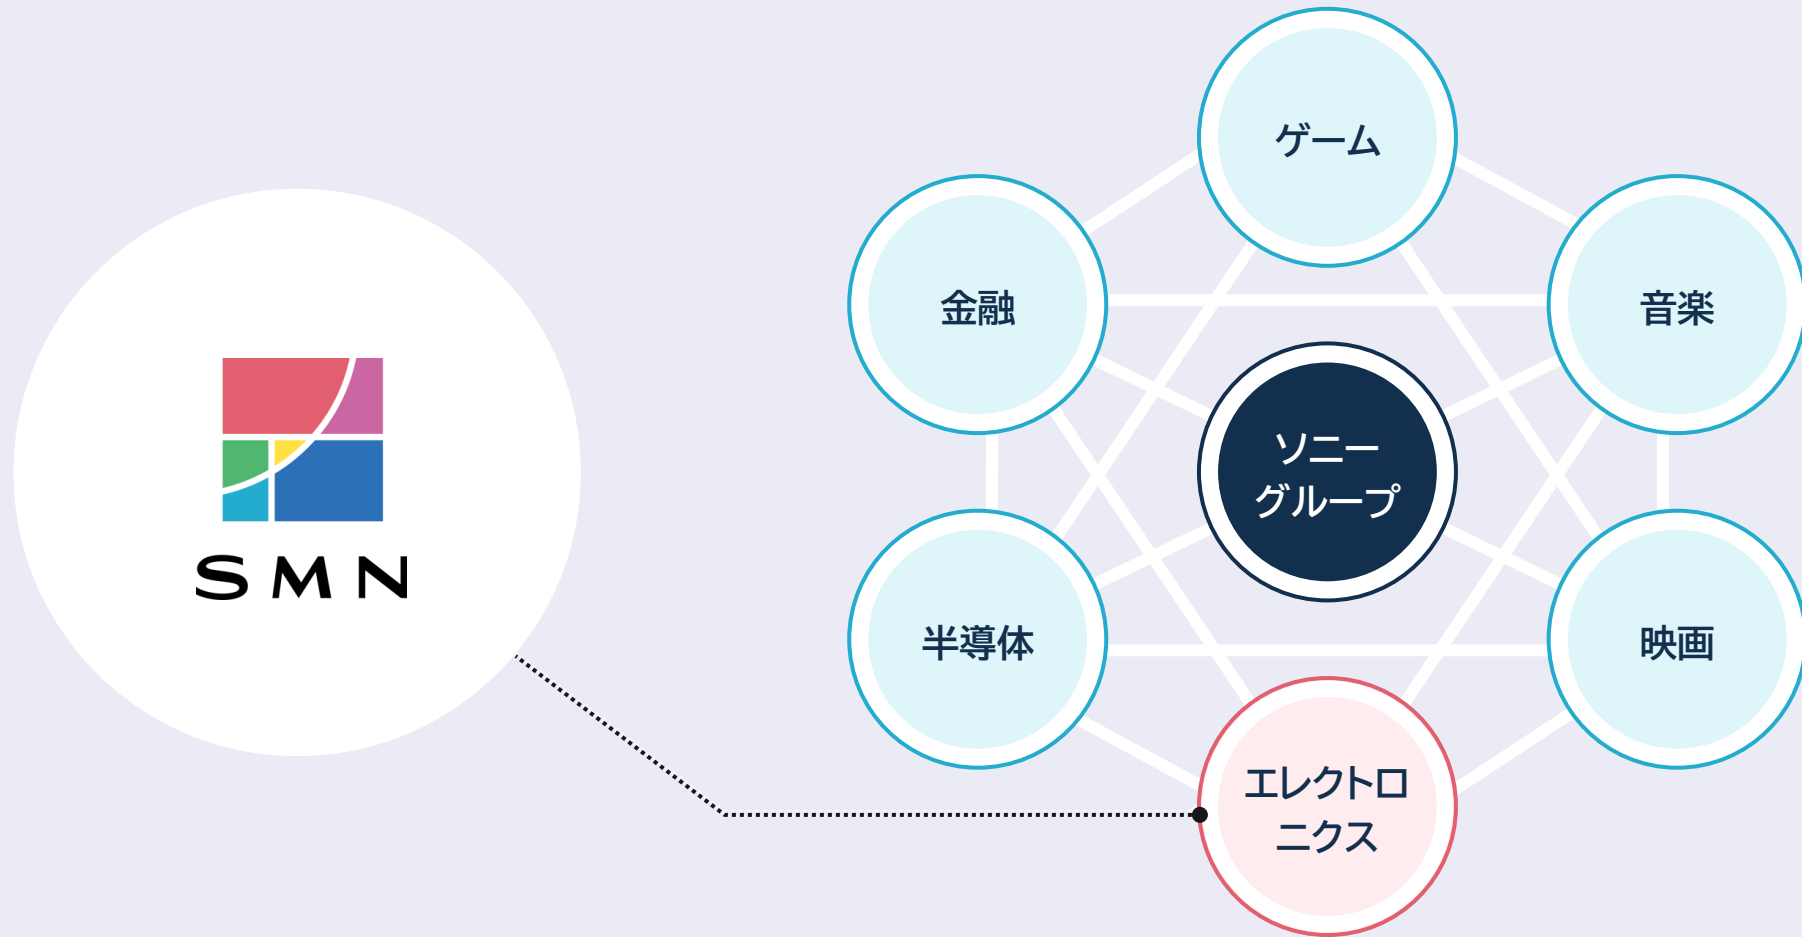 SMN
ゲーム
金融
音楽
ソニー
グループ
半導体
映画
エレクトロ
ニクス